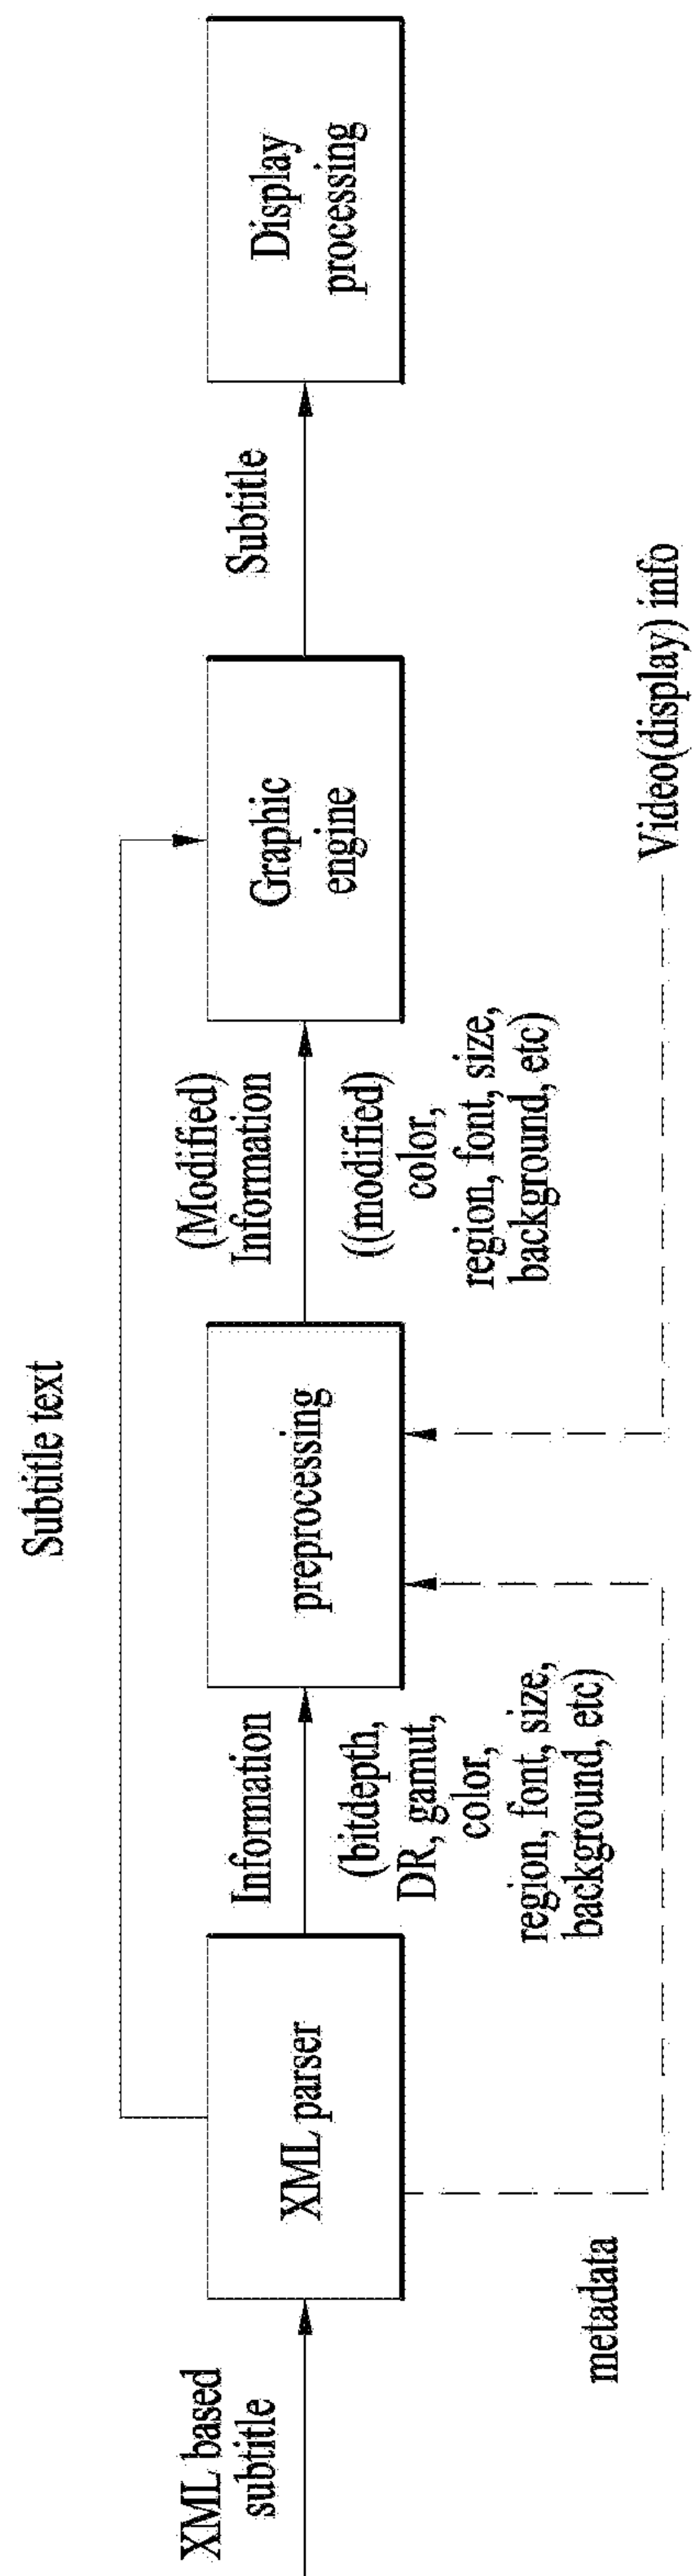 Subtitle text
XML based
subtitle
XML parser
Information
(bitdepth,
DR, gamut,
color,
region, font, size,
background, etc)
preprocessing
(Modified)
Information
((modified)
color,
region, font, size,
background, etc)
Graphic
engine
Subtitle
Display
processing
metadata
Video(display) info